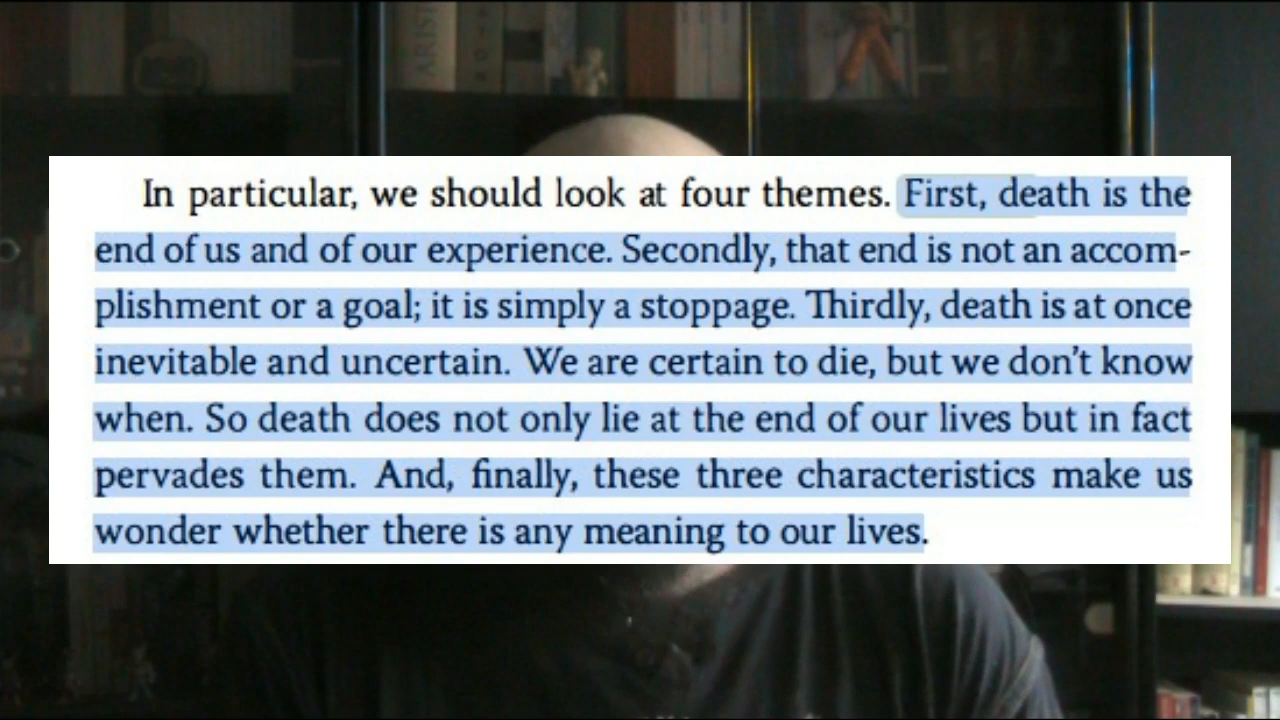 ARIST
In particular, we should look at four themes. First, death is the
end of us and of our experience. Secondly, that end is not an accom-
plishment or a goal; it is simply a stoppage. Thirdly, death is at once
inevitable and uncertain. We are certain to die, but we don’t know
when. So death does not only lie at the end of our lives but in fact
pervades them. And, finally, these three characteristics make us
wonder whether there is any meaning to our lives.